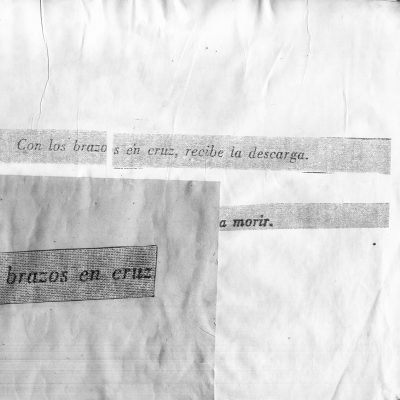 Con los brazos en cruz, recibe la descarga.
a morir.
brazos en cruz